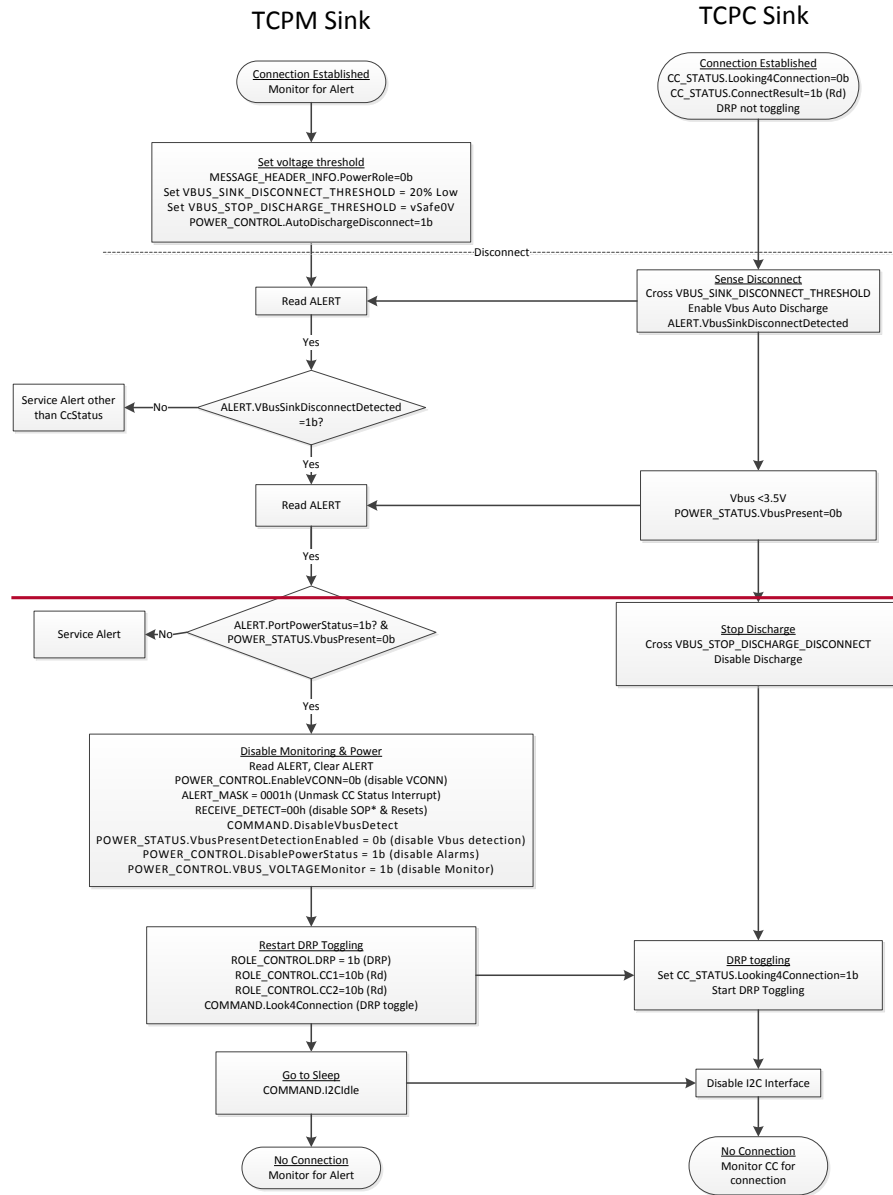 TCPM Sink
TCPC Sink
Connection Established
Monitor for Alert
Connection Established
CC_STATUS.Looking4Connection=0b
CC_STATUS.ConnectResult=1b (Rd)
DRP not toggling
Set voltage threshold
MESSAGE_HEADER_INFO.PowerRole=0b
Set VBUS_SINK_DISCONNECT_THRESHOLD = 20% Low
Set VBUS_STOP_DISCHARGE_THRESHOLD = vSafe0V
POWER_CONTROL.AutoDischargeDisconnect=1b
Disconnect
Read ALERT
Sense Disconnect
Cross VBUS_SINK_DISCONNECT_THRESHOLD
Enable Vbus Auto Discharge
ALERT.VbusSinkDisconnectDetected
Yes
Service Alert other
than CcStatus
No
ALERT.VBusSinkDisconnectDetected
=1b?
Yes
Read ALERT
Vbus <3.5V
POWER_STATUS.VbusPresent=0b
Yes
Service Alert
No
ALERT.PortPowerStatus=1b? &
POWER_STATUS.VbusPresent=0b
Stop Discharge
Cross VBUS_STOP_DISCHARGE_DISCONNECT
Disable Discharge
Yes
Disable Monitoring & Power
Read ALERT, Clear ALERT
POWER_CONTROL.EnableVCONN=0b (disable VCONN)
ALERT_MASK = 0001h (Unmask CC Status Interrupt)
RECEIVE_DETECT=00h (disable SOP* & Resets)
COMMAND.DisableVbusDetect
POWER_STATUS.VbusPresentDetectionEnabled = 0b (disable Vbus detection)
POWER_CONTROL.DisablePowerStatus = 1b (disable Alarms)
POWER_CONTROL.VBUS_VOLTAGEMonitor = 1b (disable Monitor)
Restart DRP Toggling
ROLE_CONTROL.DRP = 1b (DRP)
ROLE_CONTROL.CC1=10b (Rd)
ROLE_CONTROL.CC2=10b (Rd)
COMMAND.Look4Connection (DRP toggle)
DRP toggling
Set CC_STATUS.Looking4Connection=1b
Start DRP Toggling
Go to Sleep
COMMAND.I2CIdle
Disable I2C Interface
No Connection
Monitor for Alert
No Connection
Monitor CC for
connection